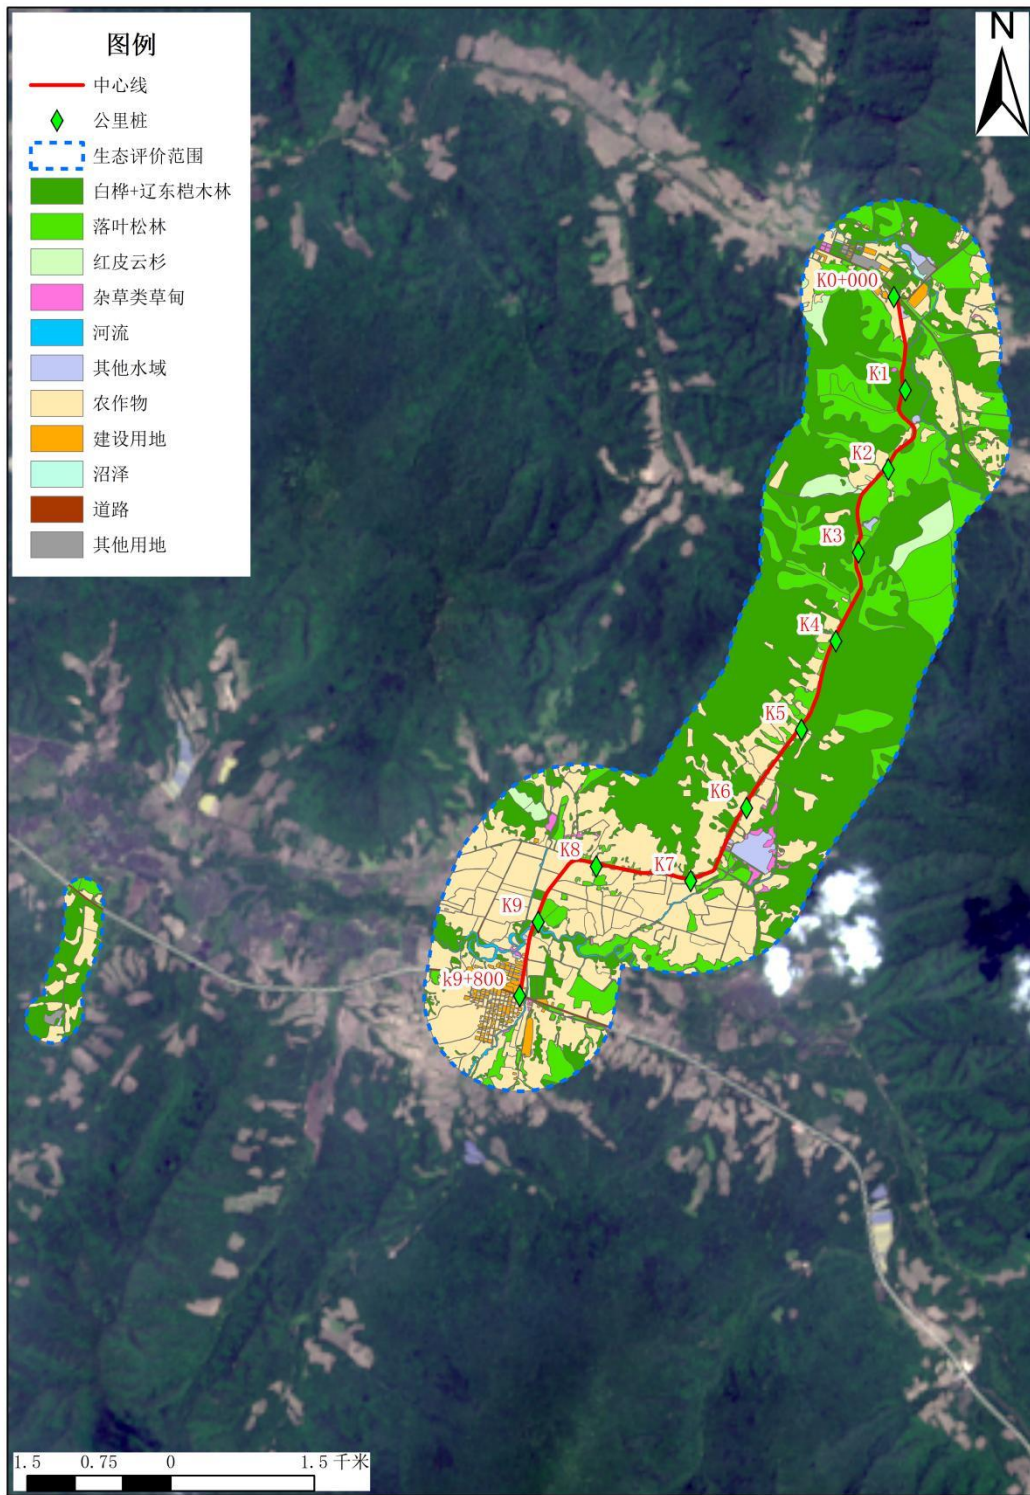 图例
中心线
公里桩
生态评价范围
白桦+辽东桤木林
落叶松林
红皮云杉
杂草类草甸
河流
其他水域
农作物
建设用地
沼泽
道路
其他用地
N
K0+000
K1
K2
K3
K4
K5
K6
K7
K8
K9
k9+800
1.5 0.75 0 1.5 千米